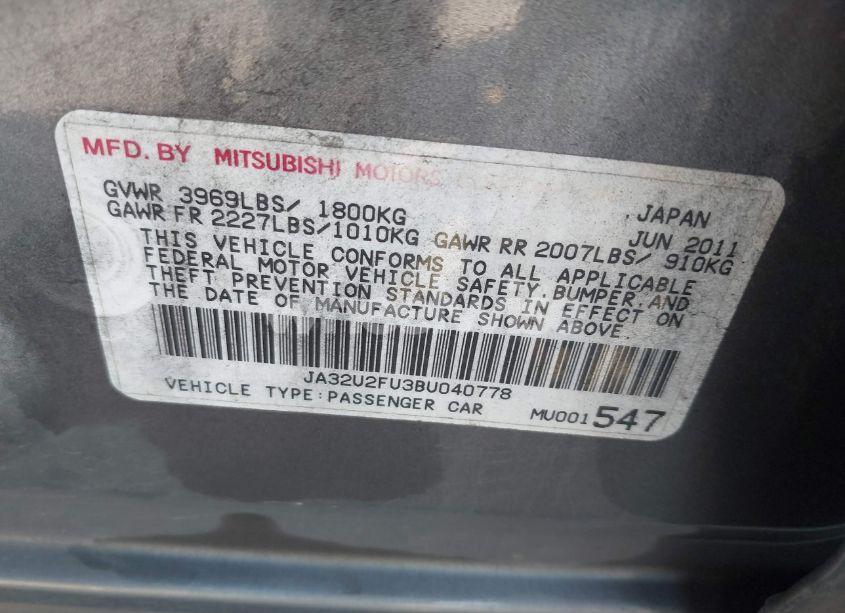 MFD. BY MITSUBISHI MOTORS
GVWR 3969LBS/ 1800KG JAPAN
GAWR FR 2227LBS/1010KG GAWR RR 2007LBS/ 910KG JUN 2011
THIS VEHICLE CONFORMS TO ALL APPLICABLE
FEDERAL MOTOR VEHICLE SAFETY,BUMPER,AND
THEFT PREVENTION STANDARDS IN EFFECT ON
THE DATE OF MANUFACTURE SHOWN ABOVE.
JA32U2FU3BU040778
VEHICLE TYPE:PASSENGER CAR MU001547